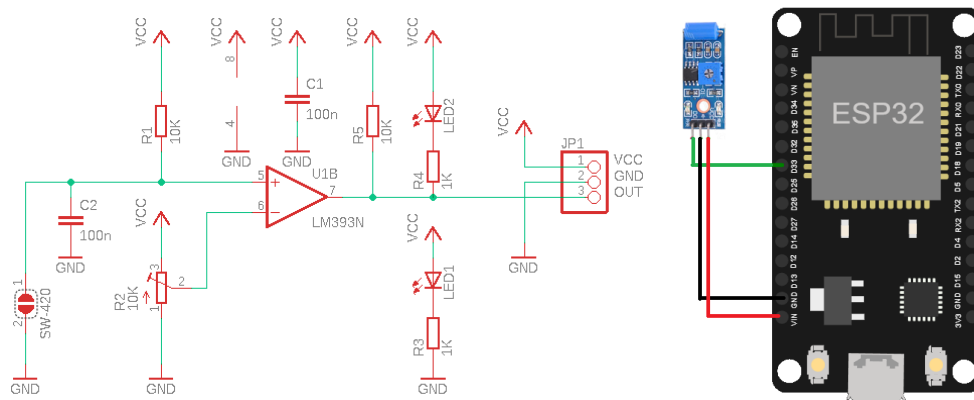 VCC
VCC
VCC
VCC
VCC
8
4
GND
C1
100n
GND
R1
10K
R5
10K
LED2
R4
1K
VCC
JP1
1 VCC
2 GND
3 OUT
GND
U1B
5
6
7
LM393N
C2
100n
GND
VCC
3
2
1
R2
10K
GND
1
2
SW-420
GND
VCC
LED1
R3
1K
GND
ESP32
EN
VP
VN
D34
D35
D32
D33
D25
D26
D27
D14
D12
D13
GND
VIN
D23
D22
TX0
RX0
D21
D19
D18
D5
TX2
RX2
D4
D2
D15
GND
3V3